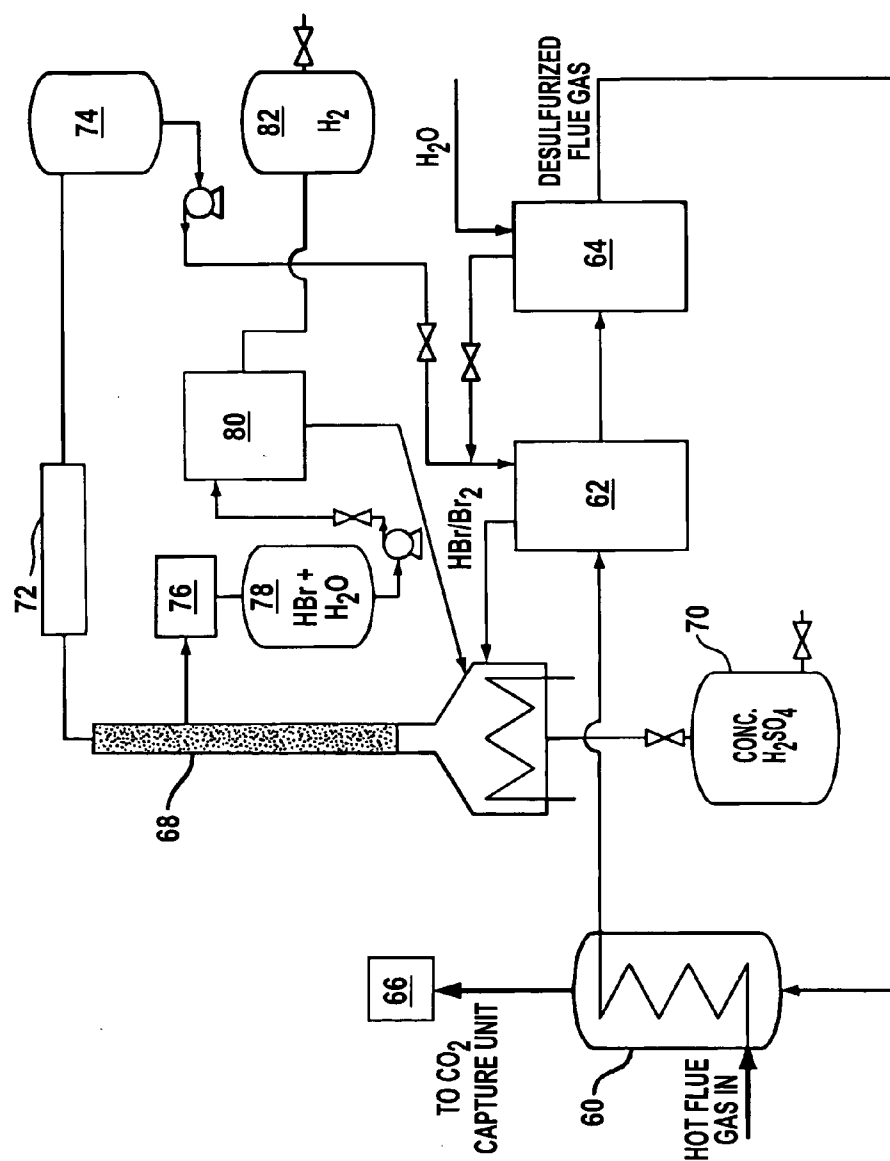 72
74
76
78
HBr +
H2O
80
82
H2
68
H2O
DESULFURIZED
FLUE GAS
HBr/Br2
62
64
70
CONC.
H2SO4
66
TO CO2
CAPTURE UNIT
60
HOT FLUE
GAS IN